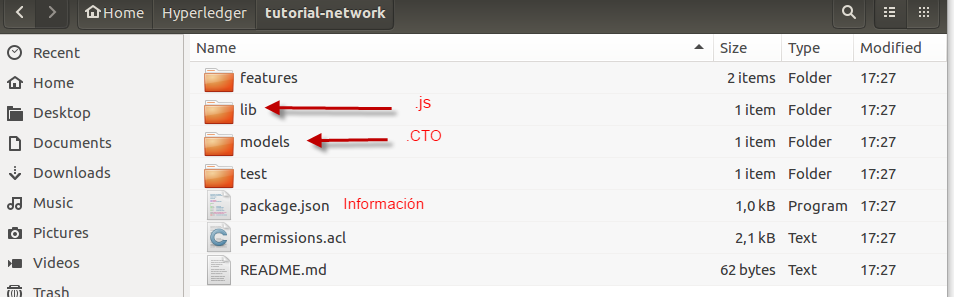 Home Hyperledger tutorial-network
Name Size Type Modified
Recent
Home
Desktop
Documents
Downloads
Music
Pictures
Videos
Trash
features 2 items Folder 17:27
lib .js 1 item Folder 17:27
models .CTO 1 item Folder 17:27
test 1 item Folder 17:27
package.json Información 1,0 kB Program 17:27
permissions.acl 2,1 kB Text 17:27
README.md 62 bytes Text 17:27